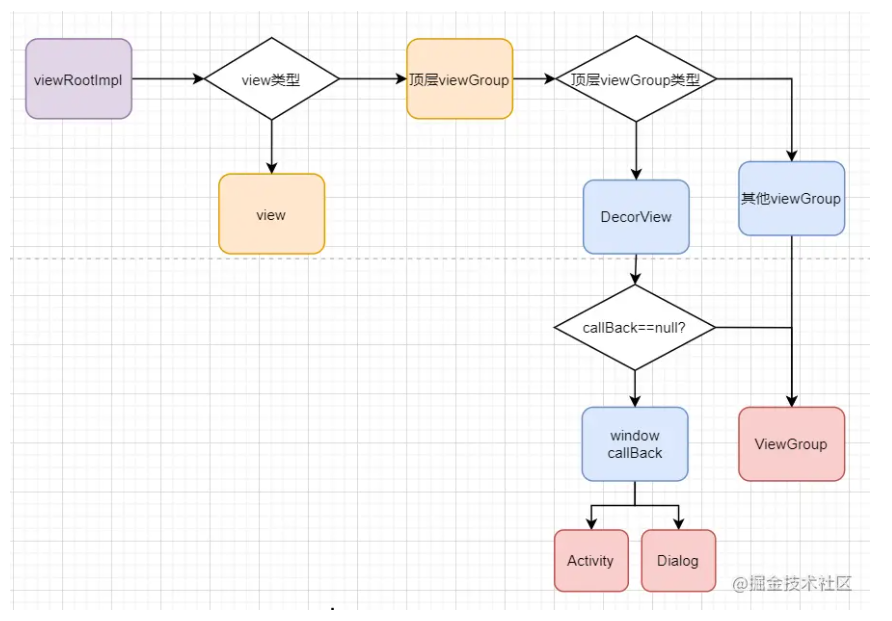 viewRootImpl
view类型
顶层viewGroup
顶层viewGroup类型
view
DecorView
其他viewGroup
callBack==null?
window
callBack
ViewGroup
Activity
Dialog
@掘金技术社区